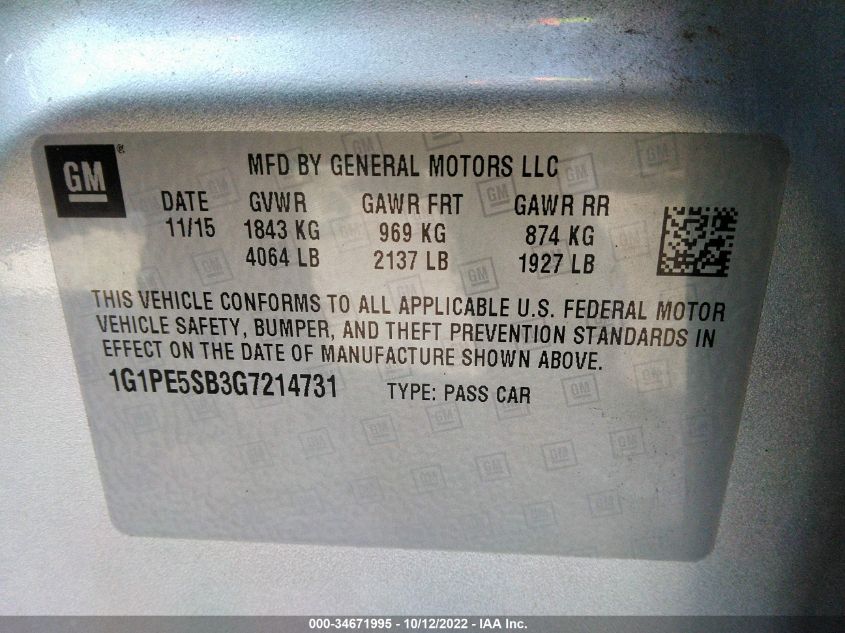 GM ®
MFD BY GENERAL MOTORS LLC
DATE GVWR GAWR FRT GAWR RR
11/15 1843 KG 969 KG 874 KG
4064 LB 2137 LB 1927 LB
THIS VEHICLE CONFORMS TO ALL APPLICABLE U.S. FEDERAL MOTOR
VEHICLE SAFETY, BUMPER, AND THEFT PREVENTION STANDARDS IN
EFFECT ON THE DATE OF MANUFACTURE SHOWN ABOVE.
1G1PE5SB3G7214731 TYPE: PASS CAR
000-34671995 - 10/12/2022 - IAA Inc.